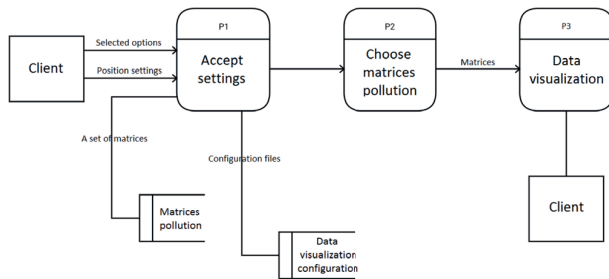 P1
P2
P3
Selected options
Position settings
Client
Accept
settings
Choose
matrices
pollution
Matrices
Data
visualization
A set of matrices
Configuration files
Matrices
pollution
Client
Data
visualization
configuration